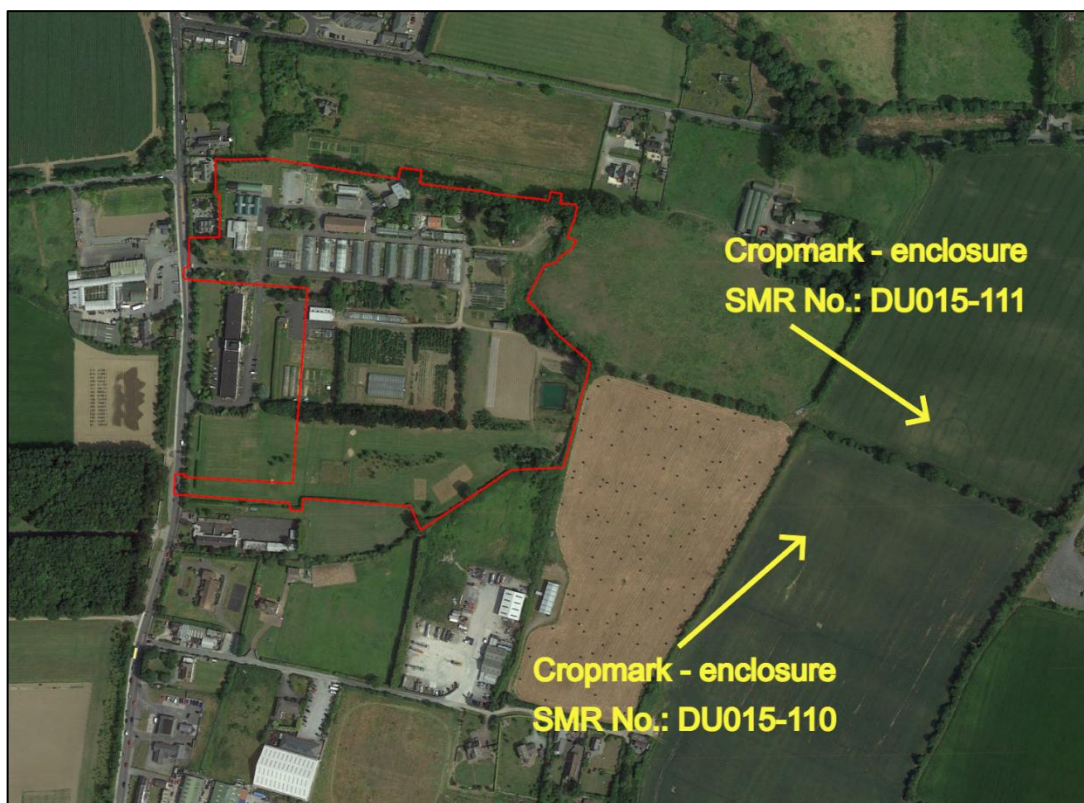 Cropmark - enclosure
SMR No.: DU015-111
Cropmark - enclosure
SMR No.: DU015-110